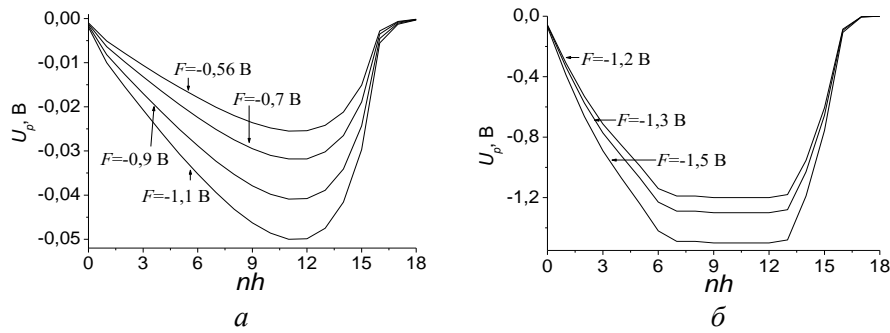 0,00
-0,01
-0,02
-0,03
-0,04
-0,05
U_p, В
F=-0,56 В
F=-0,7 В
F=-0,9 В
F=-1,1 В
0 3 6 9 12 15 18
nh
а
0,0
-0,4
-0,8
-1,2
U_p, В
F=-1,2 В
F=-1,3 В
F=-1,5 В
0 3 6 9 12 15 18
nh
б